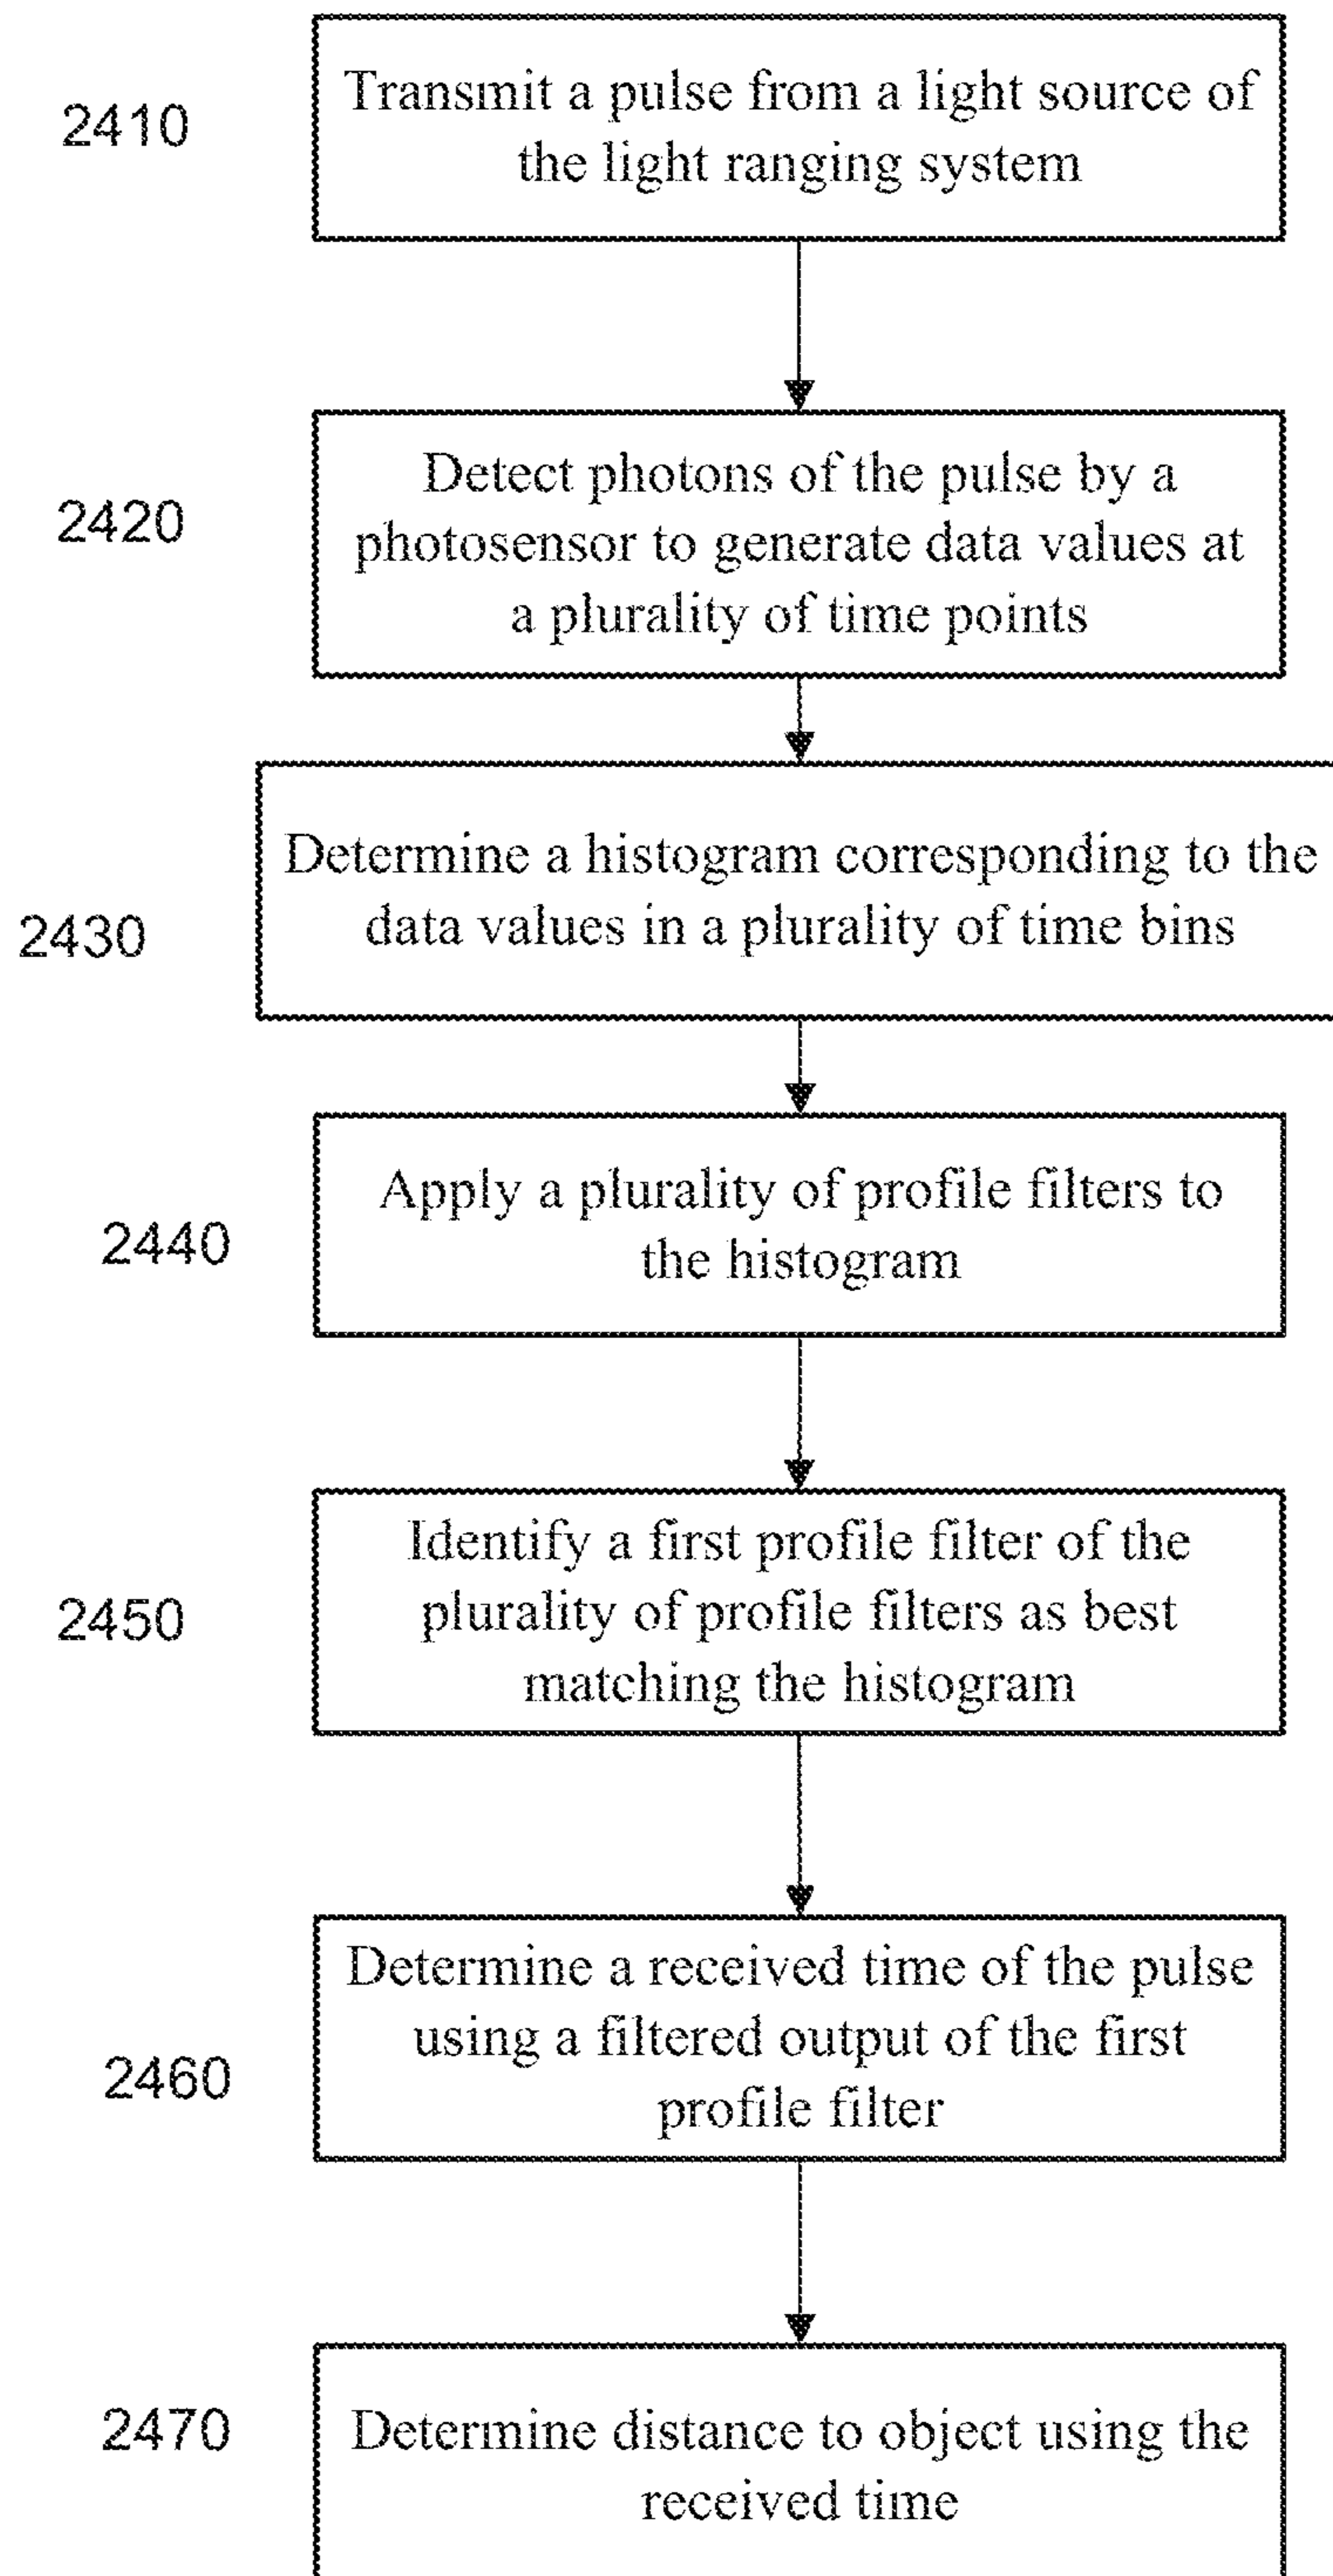 2410
Transmit a pulse from a light source of
the light ranging system
2420
Detect photons of the pulse by a
photosensor to generate data values at
a plurality of time points
2430
Determine a histogram corresponding to the
data values in a plurality of time bins
2440
Apply a plurality of profile filters to
the histogram
2450
Identify a first profile filter of the
plurality of profile filters as best
matching the histogram
2460
Determine a received time of the pulse
using a filtered output of the first
profile filter
2470
Determine distance to object using the
received time